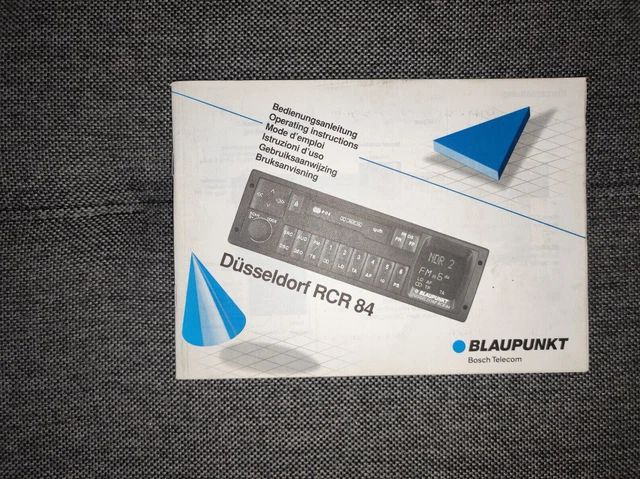 Bedienungsanleitung
Operating instructions
Mode d'emploi
Istruzioni d'uso
Gebruiksaanwijzing
Bruksanvisning
NDR 2
FM=6
BLAUPUNKT
Düsseldorf RCR 84
BLAUPUNKT
Bosch Telecom